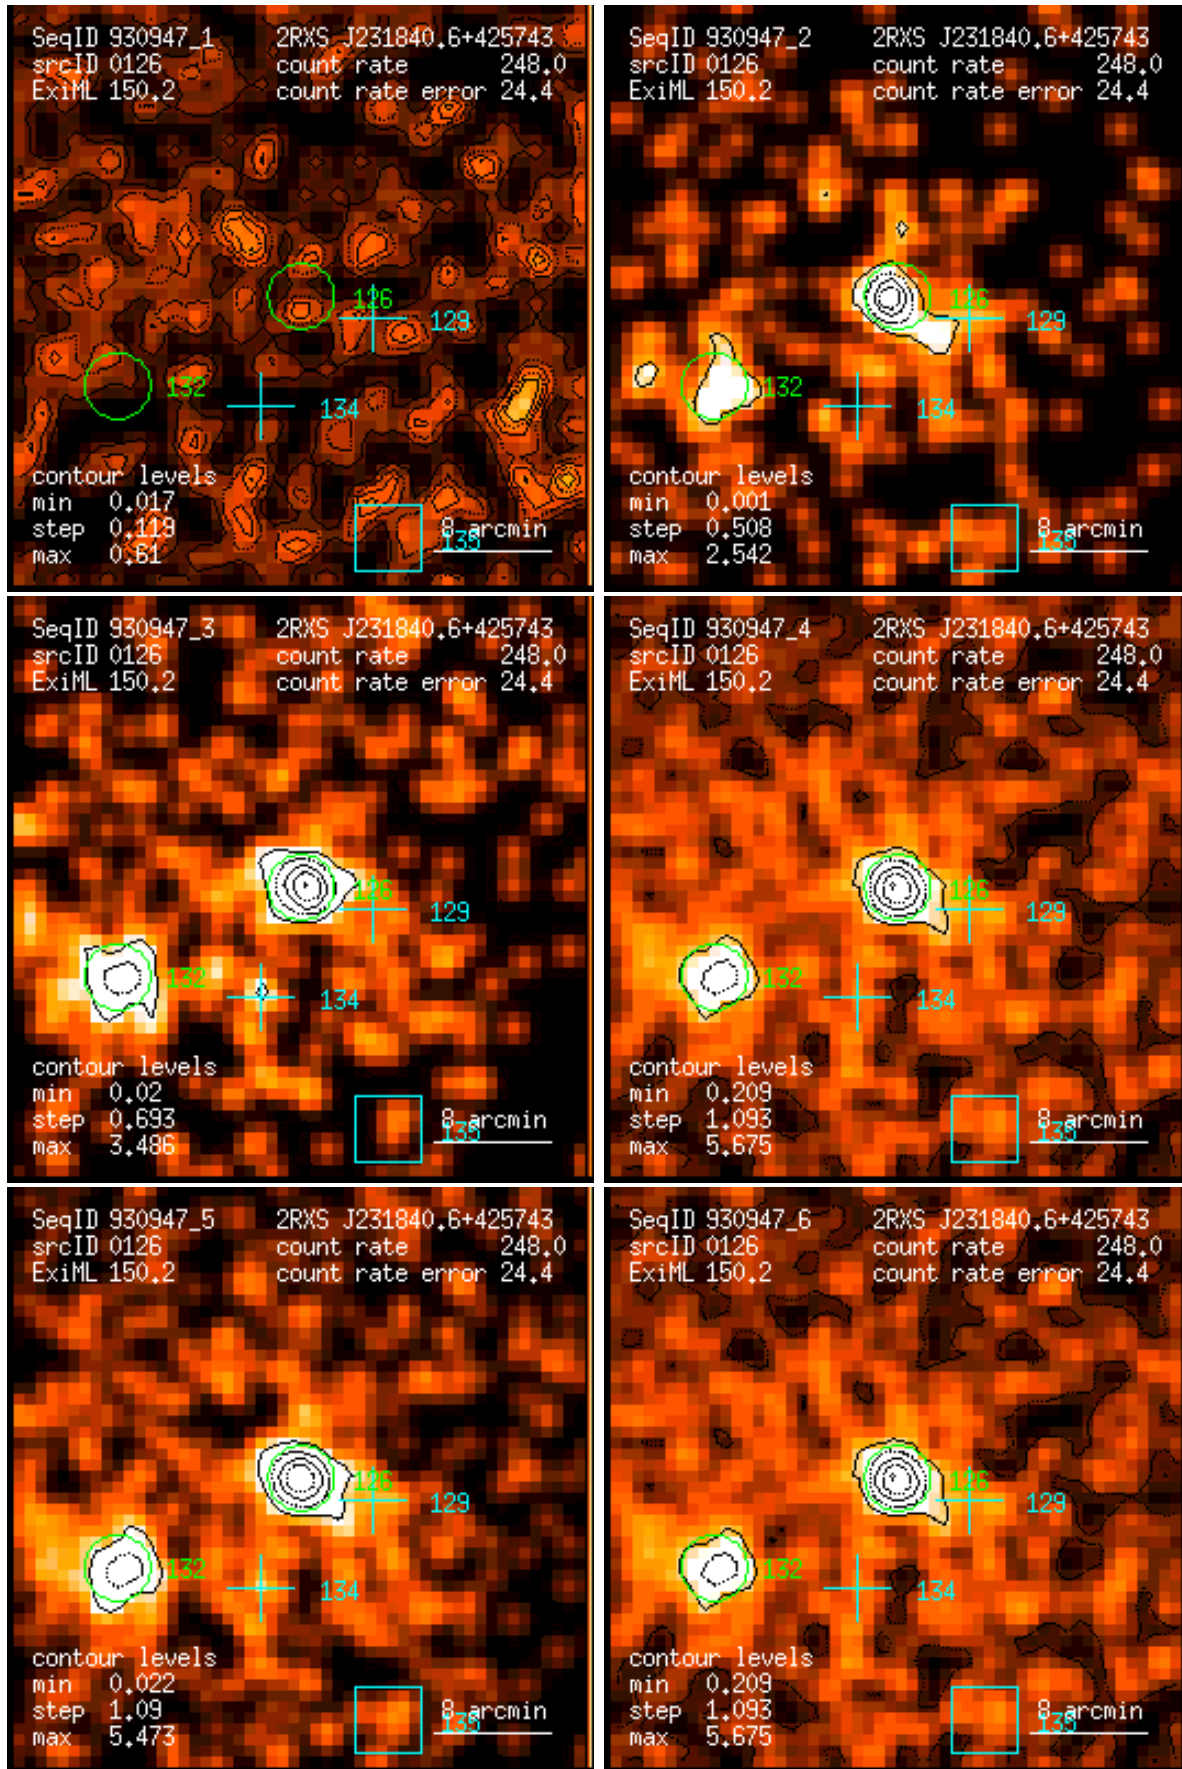 SeqID 930947_1 2RXS J231840.6+425743
srcID 0126 count rate 248.0
ExiML 150.2 count rate error 24.4
126
129
132
134
contour levels
min 0.017
step 0.119 8 arcmin
135
max 0.61
SeqID 930947_2 2RXS J231840.6+425743
srcID 0126 count rate 248.0
ExiML 150.2 count rate error 24.4
126
129
132
134
contour levels
min 0.001
step 0.508 8 arcmin
135
max 2.542
SeqID 930947_3 2RXS J231840.6+425743
srcID 0126 count rate 248.0
ExiML 150.2 count rate error 24.4
126
129
132
134
contour levels
min 0.02
step 0.693 8 arcmin
135
max 3.486
SeqID 930947_4 2RXS J231840.6+425743
srcID 0126 count rate 248.0
ExiML 150.2 count rate error 24.4
126
129
132
134
contour levels
min 0.209
step 1.093 8 arcmin
135
max 5.675
SeqID 930947_5 2RXS J231840.6+425743
srcID 0126 count rate 248.0
ExiML 150.2 count rate error 24.4
126
129
132
134
contour levels
min 0.022
step 1.09 8 arcmin
135
max 5.473
SeqID 930947_6 2RXS J231840.6+425743
srcID 0126 count rate 248.0
ExiML 150.2 count rate error 24.4
126
129
132
134
contour levels
min 0.209
step 1.093 8 arcmin
135
max 5.675